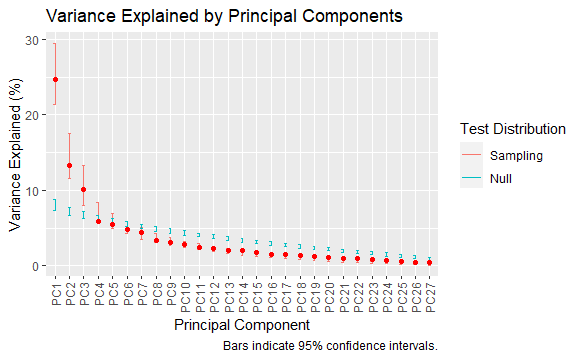 Variance Explained by Principal Components
Variance Explained (%)
30
20
10
0
PC1 PC2 PC3 PC4 PC5 PC6 PC7 PC8 PC9 PC10 PC11 PC12 PC13 PC14 PC15 PC16 PC17 PC18 PC19 PC20 PC21 PC22 PC23 PC24 PC25 PC26 PC27
Principal Component
Bars indicate 95% confidence intervals.
Test Distribution
Sampling
Null